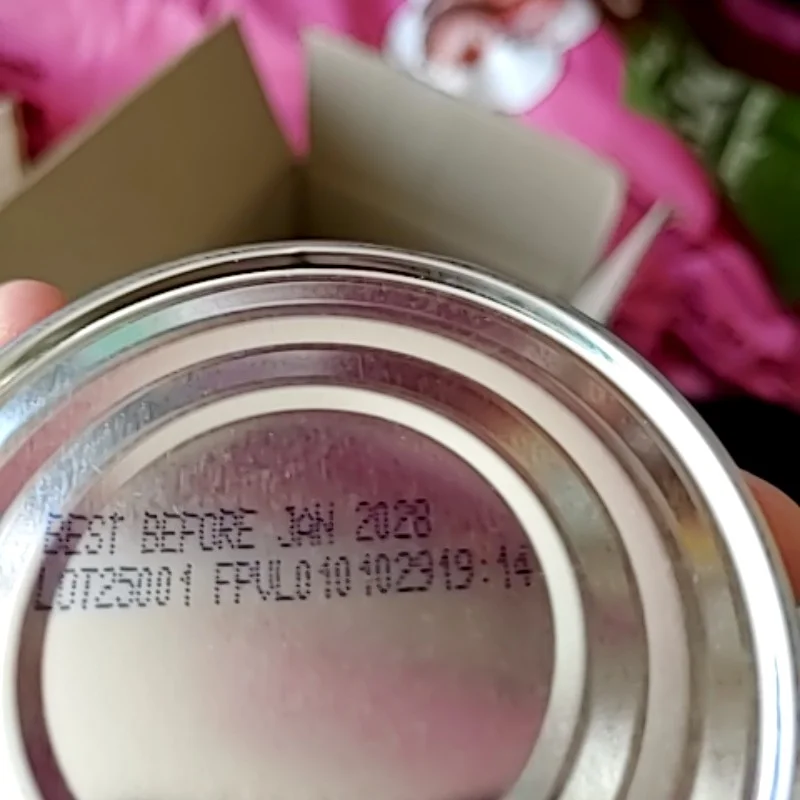 BEST BEFORE JAN 2028
LOT25001 FPVL010102919:14